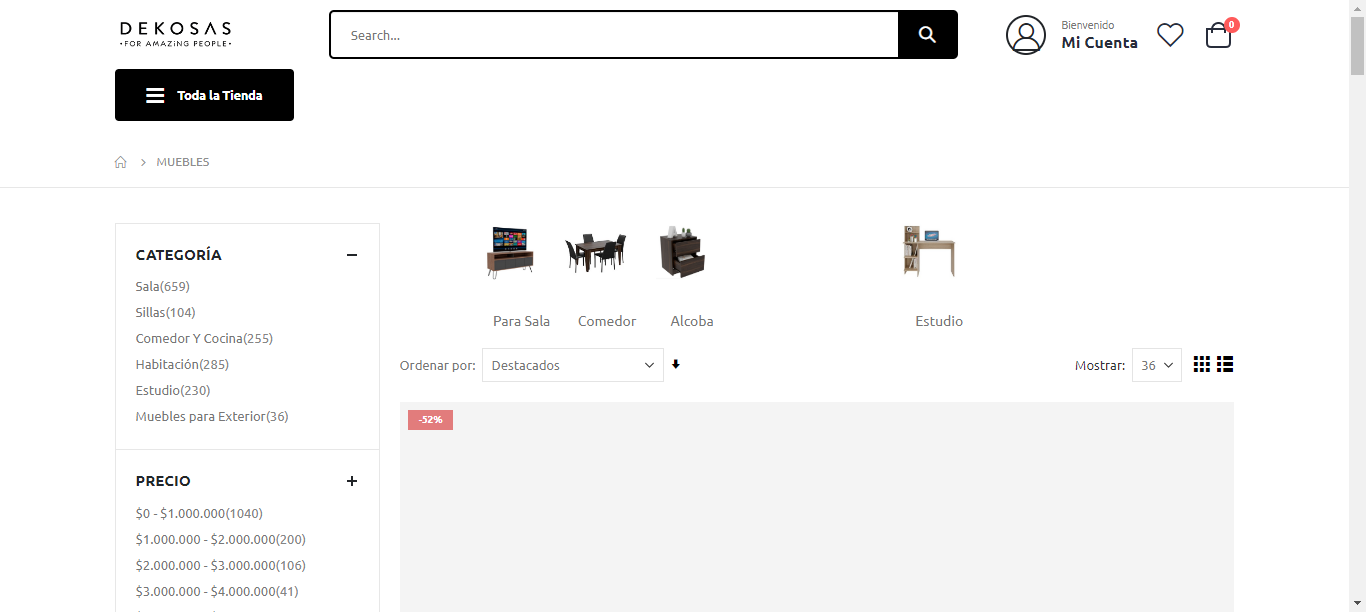 DEKOSAS
•FOR AMAZING PEOPLE•
Search...
Bienvenido
Mi Cuenta
0
Toda la Tienda
MUEBLES
CATEGORÍA
Sala(659)
Sillas(104)
Comedor Y Cocina(255)
Habitación(285)
Estudio(230)
Muebles para Exterior(36)
PRECIO
$0 - $1.000.000(1040)
$1.000.000 - $2.000.000(200)
$2.000.000 - $3.000.000(106)
$3.000.000 - $4.000.000(41)
Para Sala
Comedor
Alcoba
Estudio
Ordenar por:
Destacados
Mostrar:
36
-52%